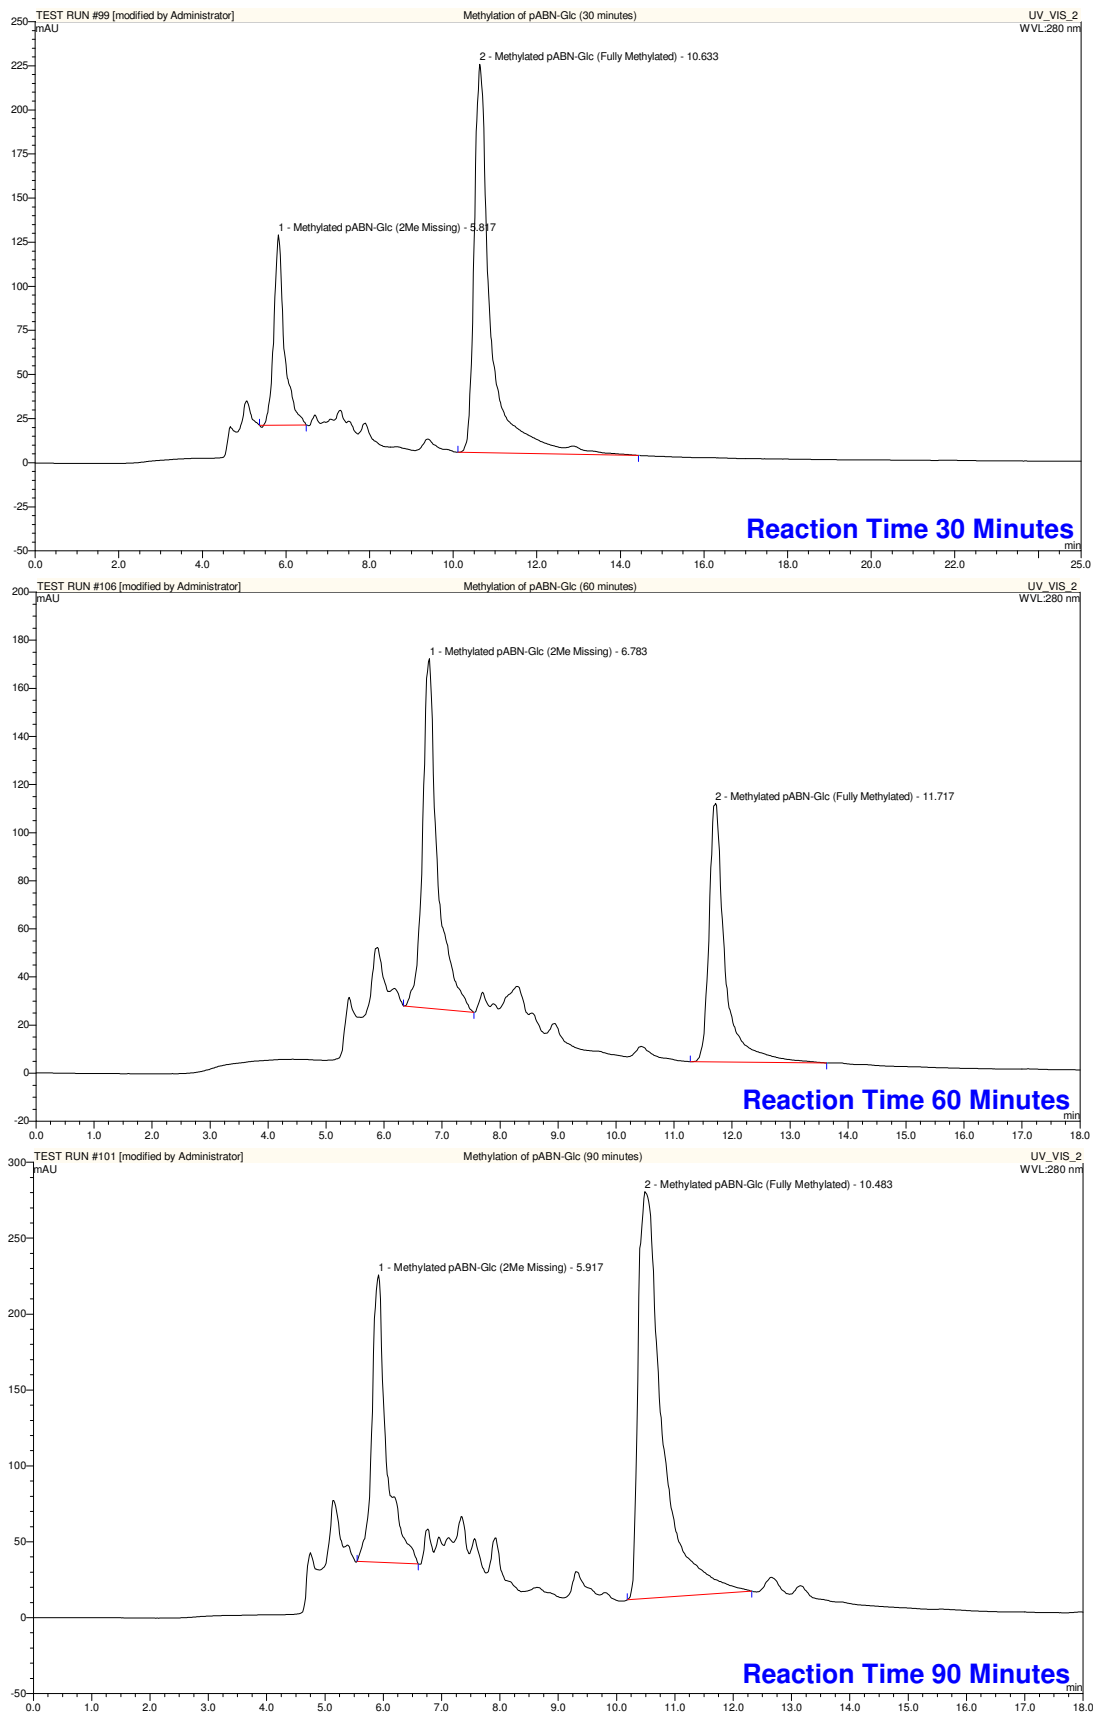 TEST RUN #99 [modified by Administrator] Methylation of pABN-Glc (30 minutes) UV_VIS_2
250 mAU WVL:280 nm
2 - Methylated pABN-Glc (Fully Methylated) - 10.633
225
200
175
150
1 - Methylated pABN-Glc (2Me Missing) - 5.817
125
100
75
50
25
0
-25
Reaction Time 30 Minutes
-50 min
0.0 2.0 4.0 6.0 8.0 10.0 12.0 14.0 16.0 18.0 20.0 22.0 25.0
TEST RUN #106 [modified by Administrator] Methylation of pABN-Glc (60 minutes) UV_VIS_2
200 mAU WVL:280 nm
180
1 - Methylated pABN-Glc (2Me Missing) - 6.783
160
140
120
2 - Methylated pABN-Glc (Fully Methylated) - 11.717
100
80
60
40
20
0
Reaction Time 60 Minutes
-20 min
0.0 1.0 2.0 3.0 4.0 5.0 6.0 7.0 8.0 9.0 10.0 11.0 12.0 13.0 14.0 15.0 16.0 17.0 18.0
TEST RUN #101 [modified by Administrator] Methylation of pABN-Glc (90 minutes) UV_VIS_2
300 mAU WVL:280 nm
2 - Methylated pABN-Glc (Fully Methylated) - 10.483
250
1 - Methylated pABN-Glc (2Me Missing) - 5.917
200
150
100
50
0
Reaction Time 90 Minutes
-50 min
0.0 1.0 2.0 3.0 4.0 5.0 6.0 7.0 8.0 9.0 10.0 11.0 12.0 13.0 14.0 15.0 16.0 17.0 18.0